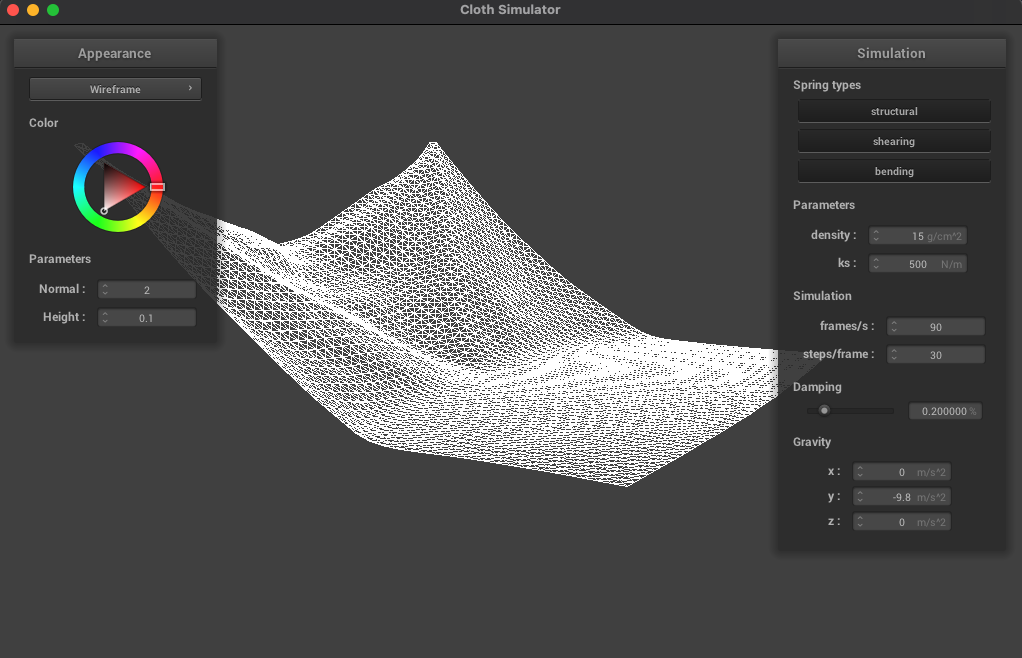 Cloth Simulator
Appearance
Wireframe
Color
Parameters
Normal : 2
Height : 0.1
Simulation
Spring types
structural
shearing
bending
Parameters
density : 15 g/cm^2
ks : 500 N/m
Simulation
frames/s : 90
steps/frame : 30
Damping
0.200000 %
Gravity
x : 0 m/s^2
y : -9.8 m/s^2
z : 0 m/s^2